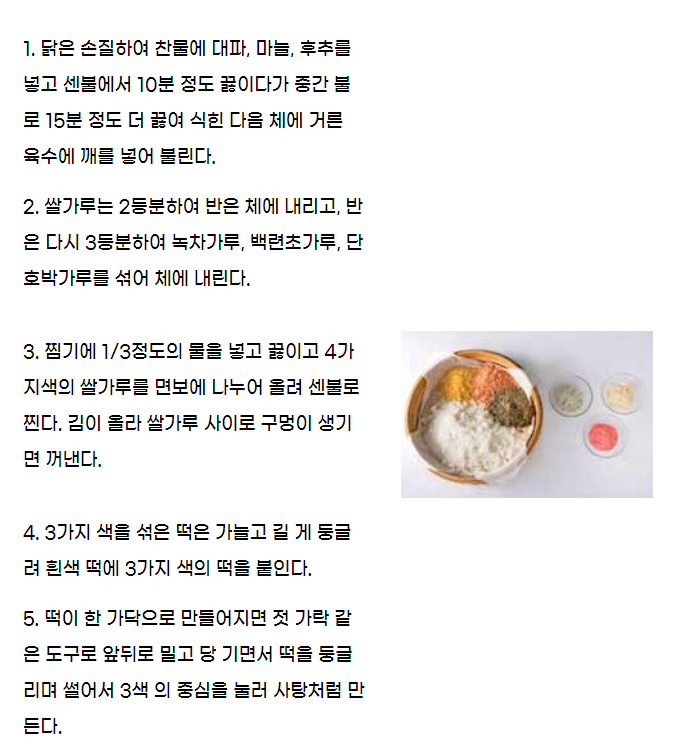 1. 닭은 손질하여 찬물에 대파, 마늘, 후추를
넣고 센불에서 10분 정도 끓이다가 중간 불
로 15분 정도 더 끓여 식힌 다음 체에 거른
육수에 깨를 넣어 불린다.
2. 쌀가루는 2등분하여 반은 체에 내리고, 반
은 다시 3등분하여 녹차가루, 백련초가루, 단
호박가루를 섞어 체에 내린다.
3. 찜기에 1/3정도의 물을 넣고 끓이고 4가
지색의 쌀가루를 면보에 나누어 올려 센불로
찐다. 김이 올라 쌀가루 사이로 구멍이 생기
면 꺼낸다.
4. 3가지 색을 섞은 떡은 가늘고 길 게 둥글
려 흰색 떡에 3가지 색의 떡을 붙인다.
5. 떡이 한 가닥으로 만들어지면 젓 가락 같
은 도구로 앞뒤로 밀고 당 기면서 떡을 둥글
리며 썰어서 3색 의 중심을 눌러 사탕처럼 만
든다.